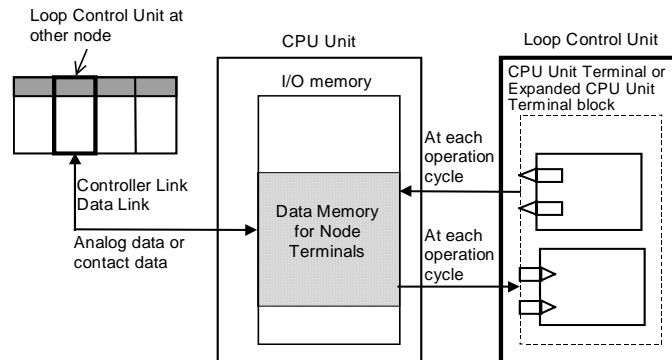 Loop Control Unit at
other node
CPU Unit
Loop Control Unit
I/O memory
CPU Unit Terminal or
Expanded CPU Unit
Terminal block
At each
operation
cycle
Controller Link
Data Link
Data Memory
for Node
Terminals
Analog data or
contact data
At each
operation
cycle